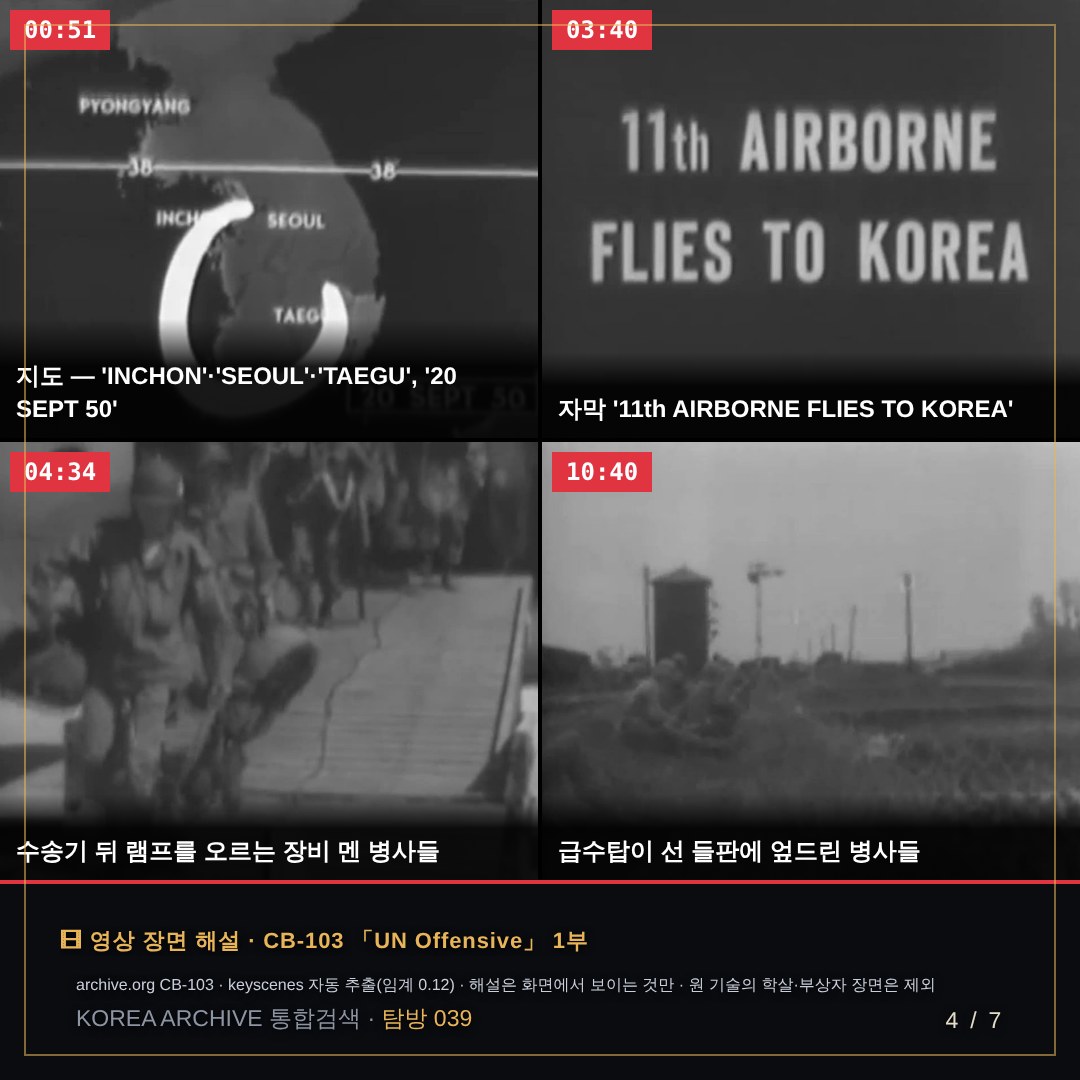 00:51
PYONGYANG
38
38
INCH
SEOUL
TAEGU
20 SEPT 50
지도 — 'INCHON'·'SEOUL'·'TAEGU', '20
SEPT 50'
03:40
11th AIRBORNE
FLIES TO KOREA
자막 '11th AIRBORNE FLIES TO KOREA'
04:34
수송기 뒤 램프를 오르는 장비 멘 병사들
10:40
급수탑이 선 들판에 엎드린 병사들
🎞 영상 장면 해설 · CB-103 「UN Offensive」 1부
archive.org CB-103 · keyscenes 자동 추출(임계 0.12) · 해설은 화면에서 보이는 것만 · 원 기술의 학살·부상자 장면은 제외
KOREA ARCHIVE 통합검색 · 탐방 039
4 / 7